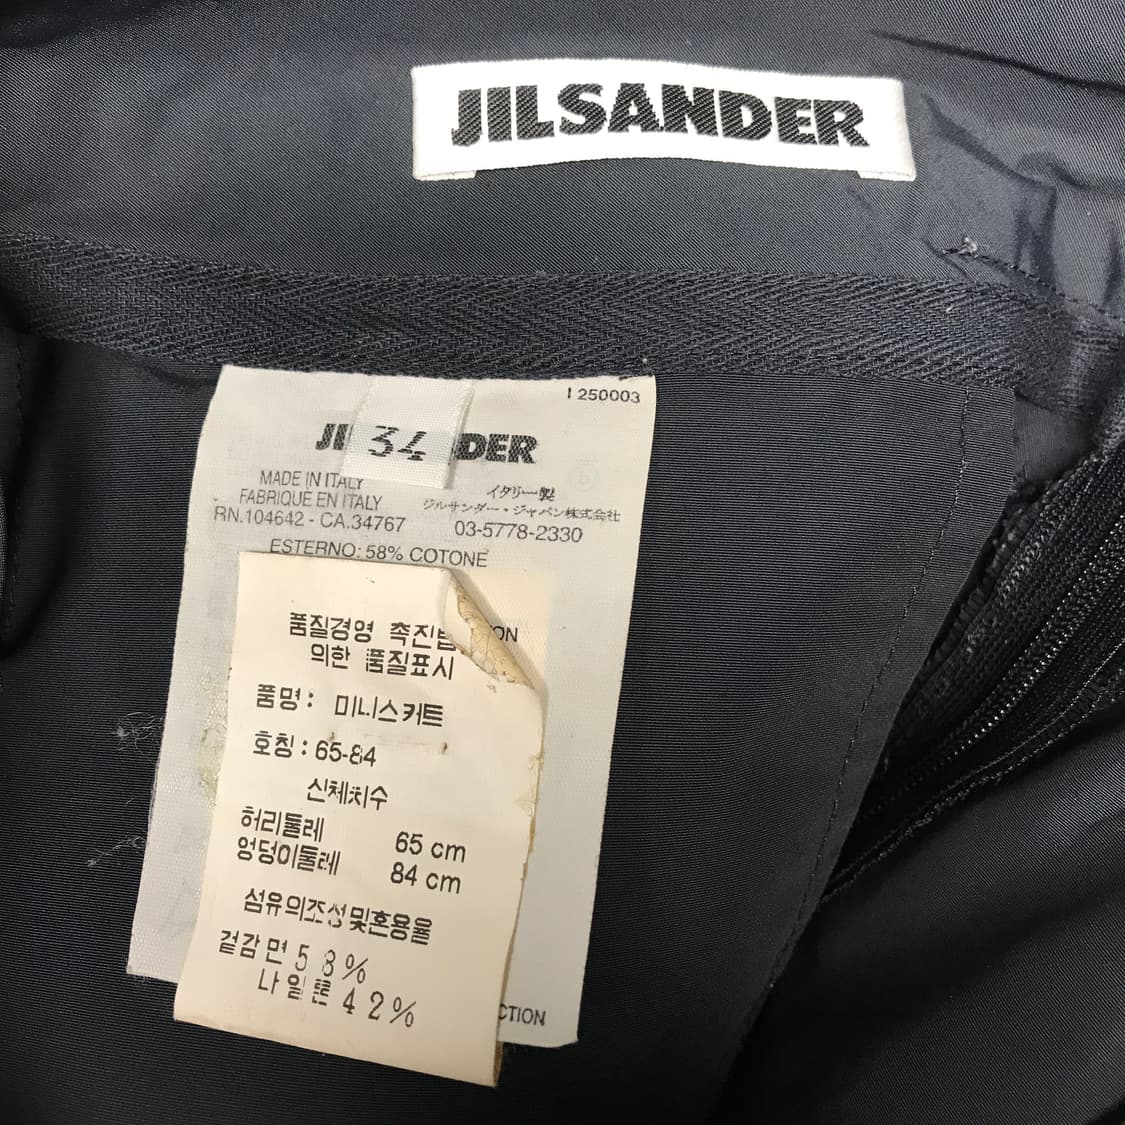 JILSANDER
I 250003
34
DER
MADE IN ITALY
FABRIQUE EN ITALY
RN.104642 - CA.34767
イタリー製
ジルサンダー・ジャパン株式会社
03-5778-2330
ESTERNO: 58% COTONE
품질경영 촉진법
의한 품질표시
품명: 미니스커트
호칭: 65-84
신체치수
허리둘레 65 cm
엉덩이둘레 84 cm
섬유의조성및혼용율
겉감 면58%
나일론42%